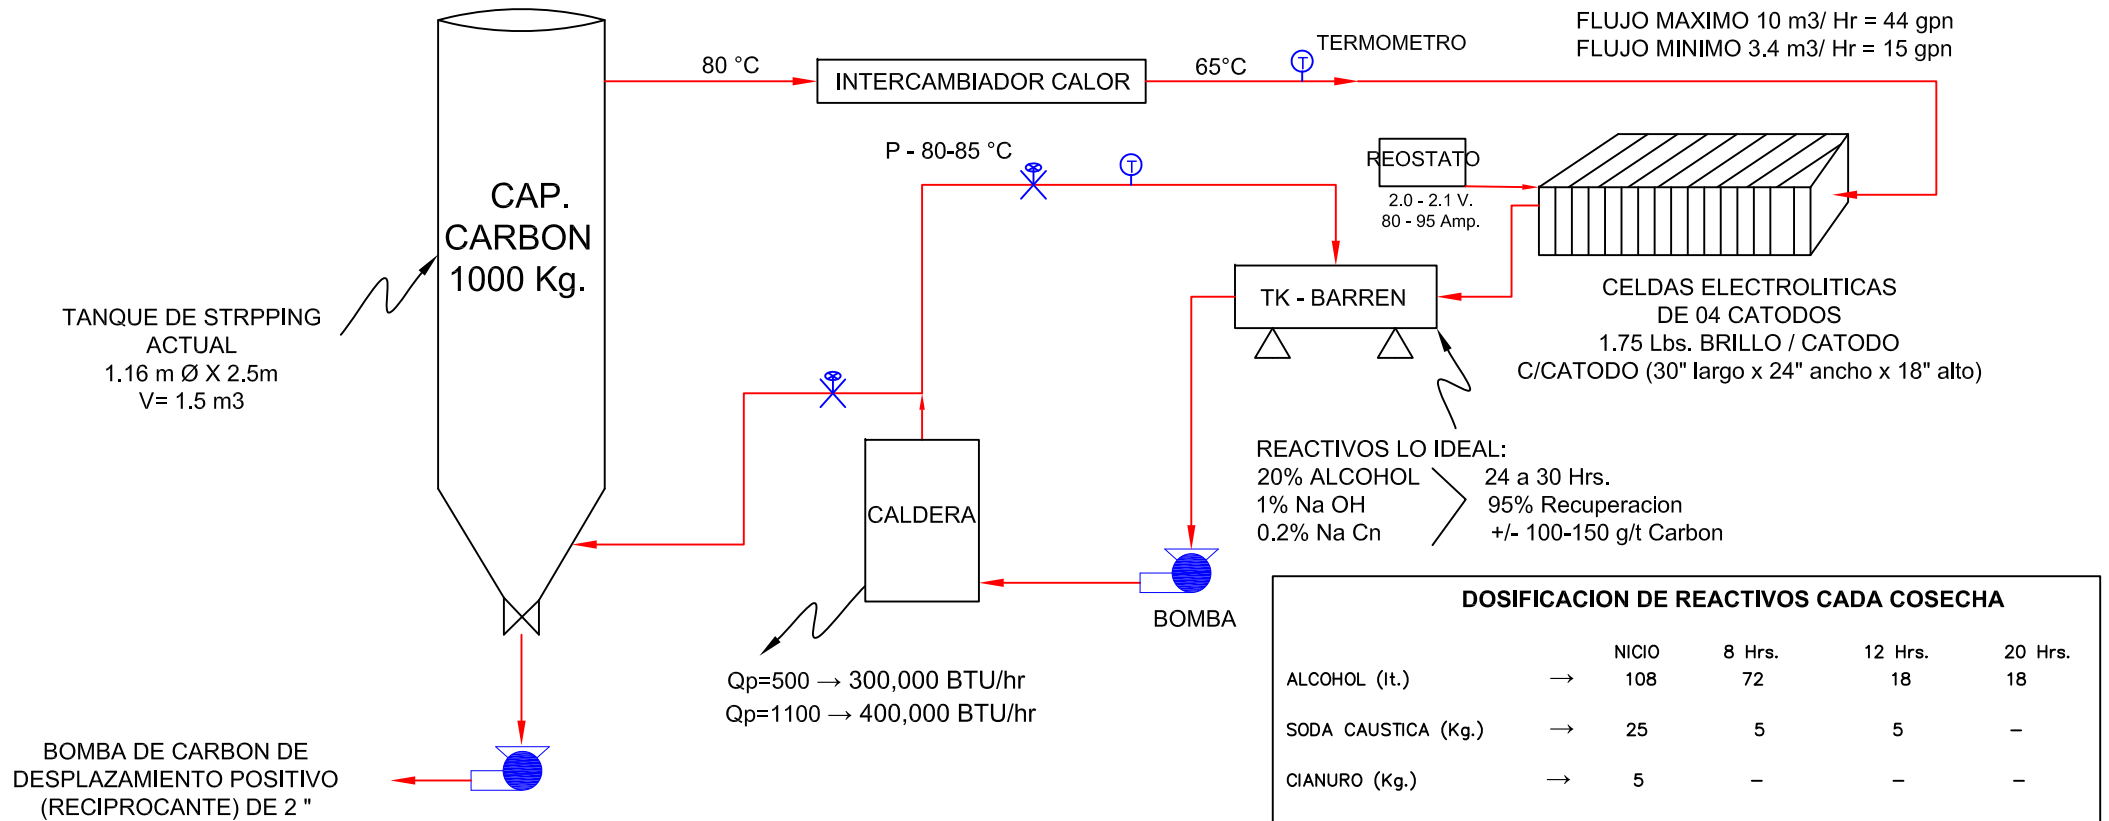 FLUJO MAXIMO 10 m3/ Hr = 44 gpn
FLUJO MINIMO 3.4 m3/ Hr = 15 gpn
TERMOMETRO
80 °C
INTERCAMBIADOR CALOR
65°C
T
P - 80-85 °C
T
REOSTATO
2.0 - 2.1 V.
80 - 95 Amp.
CAP.
CARBON
1000 Kg.
TANQUE DE STRPPING
ACTUAL
1.16 m Ø X 2.5m
V= 1.5 m3
TK - BARREN
CELDAS ELECTROLITICAS
DE 04 CATODOS
1.75 Lbs. BRILLO / CATODO
C/CATODO (30" largo x 24" ancho x 18" alto)
REACTIVOS LO IDEAL:
20% ALCOHOL 24 a 30 Hrs.
1% Na OH 95% Recuperacion
0.2% Na Cn +/- 100-150 g/t Carbon
CALDERA
BOMBA
Qp=500 → 300,000 BTU/hr
Qp=1100 → 400,000 BTU/hr
BOMBA DE CARBON DE
DESPLAZAMIENTO POSITIVO
(RECIPROCANTE) DE 2 "
DOSIFICACION DE REACTIVOS CADA COSECHA
NICIO 8 Hrs. 12 Hrs. 20 Hrs.
ALCOHOL (lt.) → 108 72 18 18
SODA CAUSTICA (Kg.) → 25 5 5 –
CIANURO (Kg.) → 5 – – –